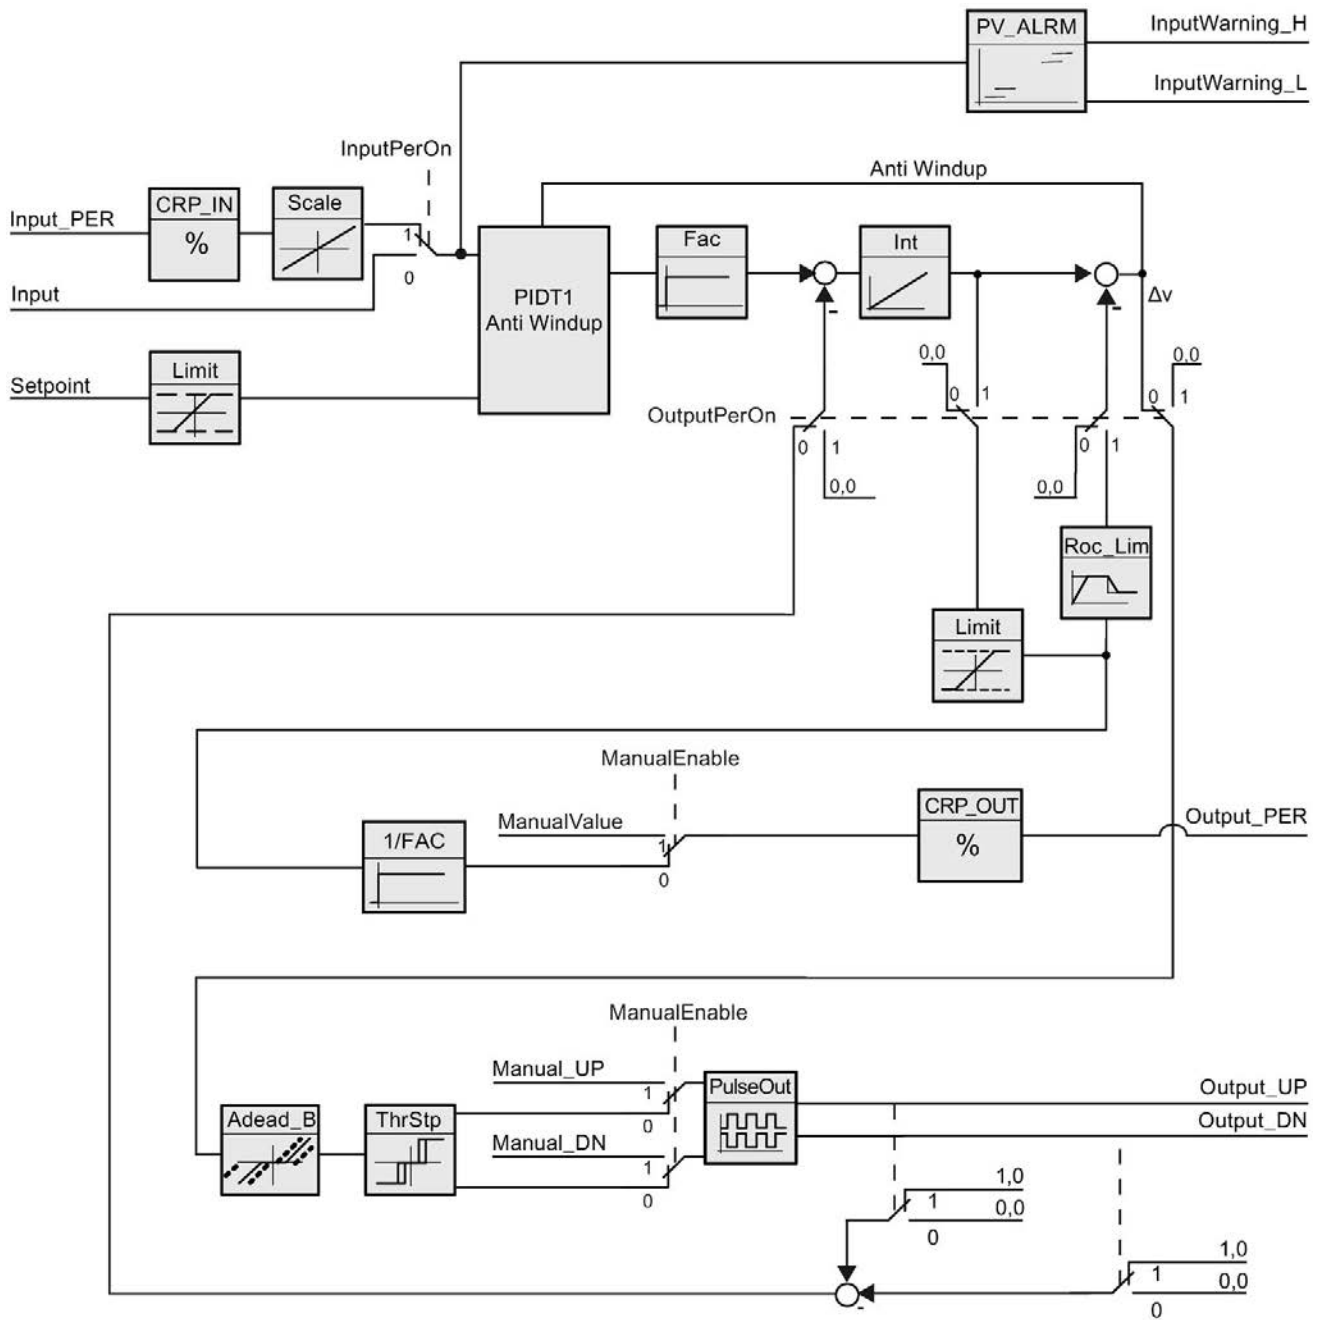 PV_ALRM
InputWarning_H
InputWarning_L
InputPerOn
Anti Windup
Input_PER
CRP_IN
%
Scale
1
0
Input
PIDT1
Anti Windup
Fac
-
Int
-
Δv
Setpoint
Limit
0,0
0,0
0
1
0
1
OutputPerOn
0
1
0
1
0,0
0,0
Roc_Lim
Limit
ManualEnable
ManualValue
1
0
1/FAC
CRP_OUT
%
Output_PER
ManualEnable
Manual_UP
1
0
Manual_DN
1
0
PulseOut
Output_UP
Output_DN
Adead_B
ThrStp
1,0
1
0,0
0
1,0
1
0,0
0
-